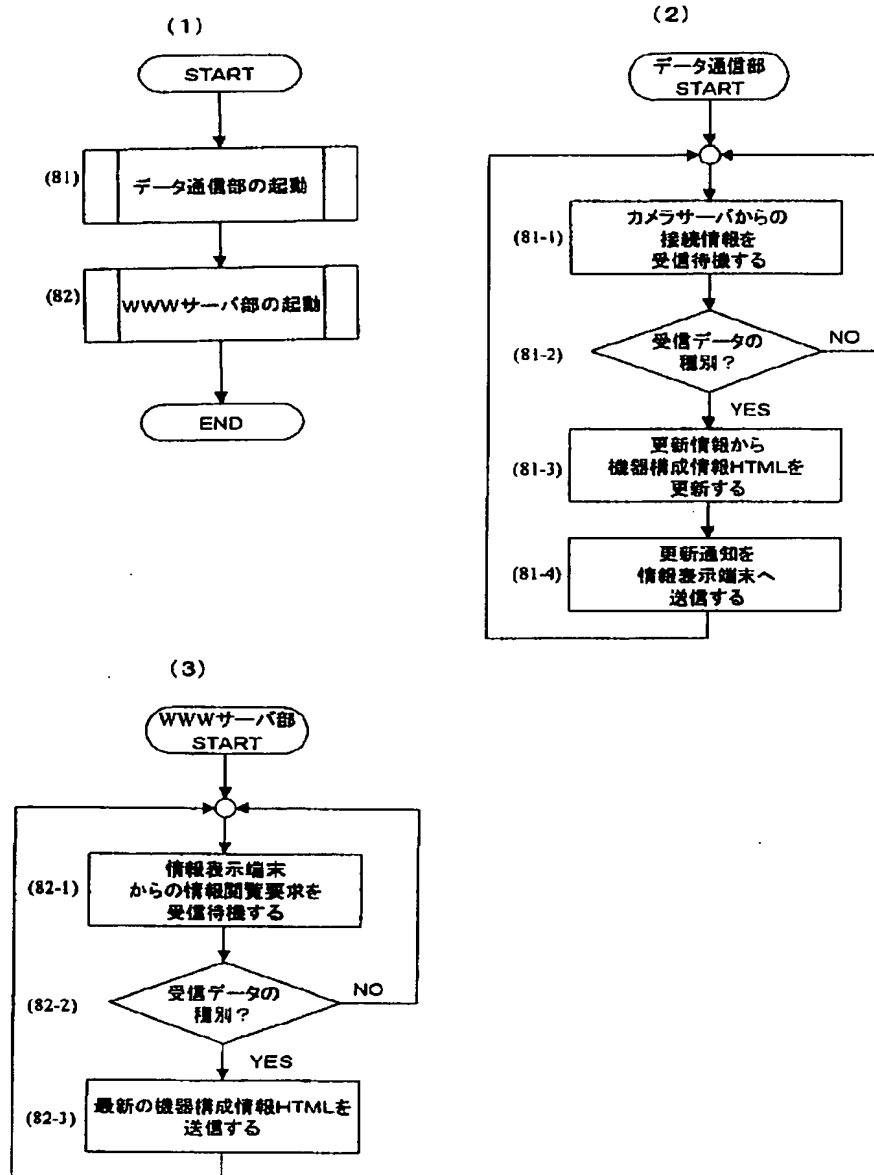 (1)
START
(81)
データ通信部の起動
(82)
WWWサーバ部の起動
END
(2)
データ通信部
START
(81-1)
カメラサーバからの
接続情報を
受信待機する
(81-2)
受信データの
種別?
NO
YES
(81-3)
更新情報から
機器構成情報HTMLを
更新する
(81-4)
更新通知を
情報表示端末へ
送信する
(3)
WWWサーバ部
START
(82-1)
情報表示端末
からの情報閲覧要求を
受信待機する
(82-2)
受信データの
種別?
NO
YES
(82-3)
最新の機器構成情報HTMLを
送信する